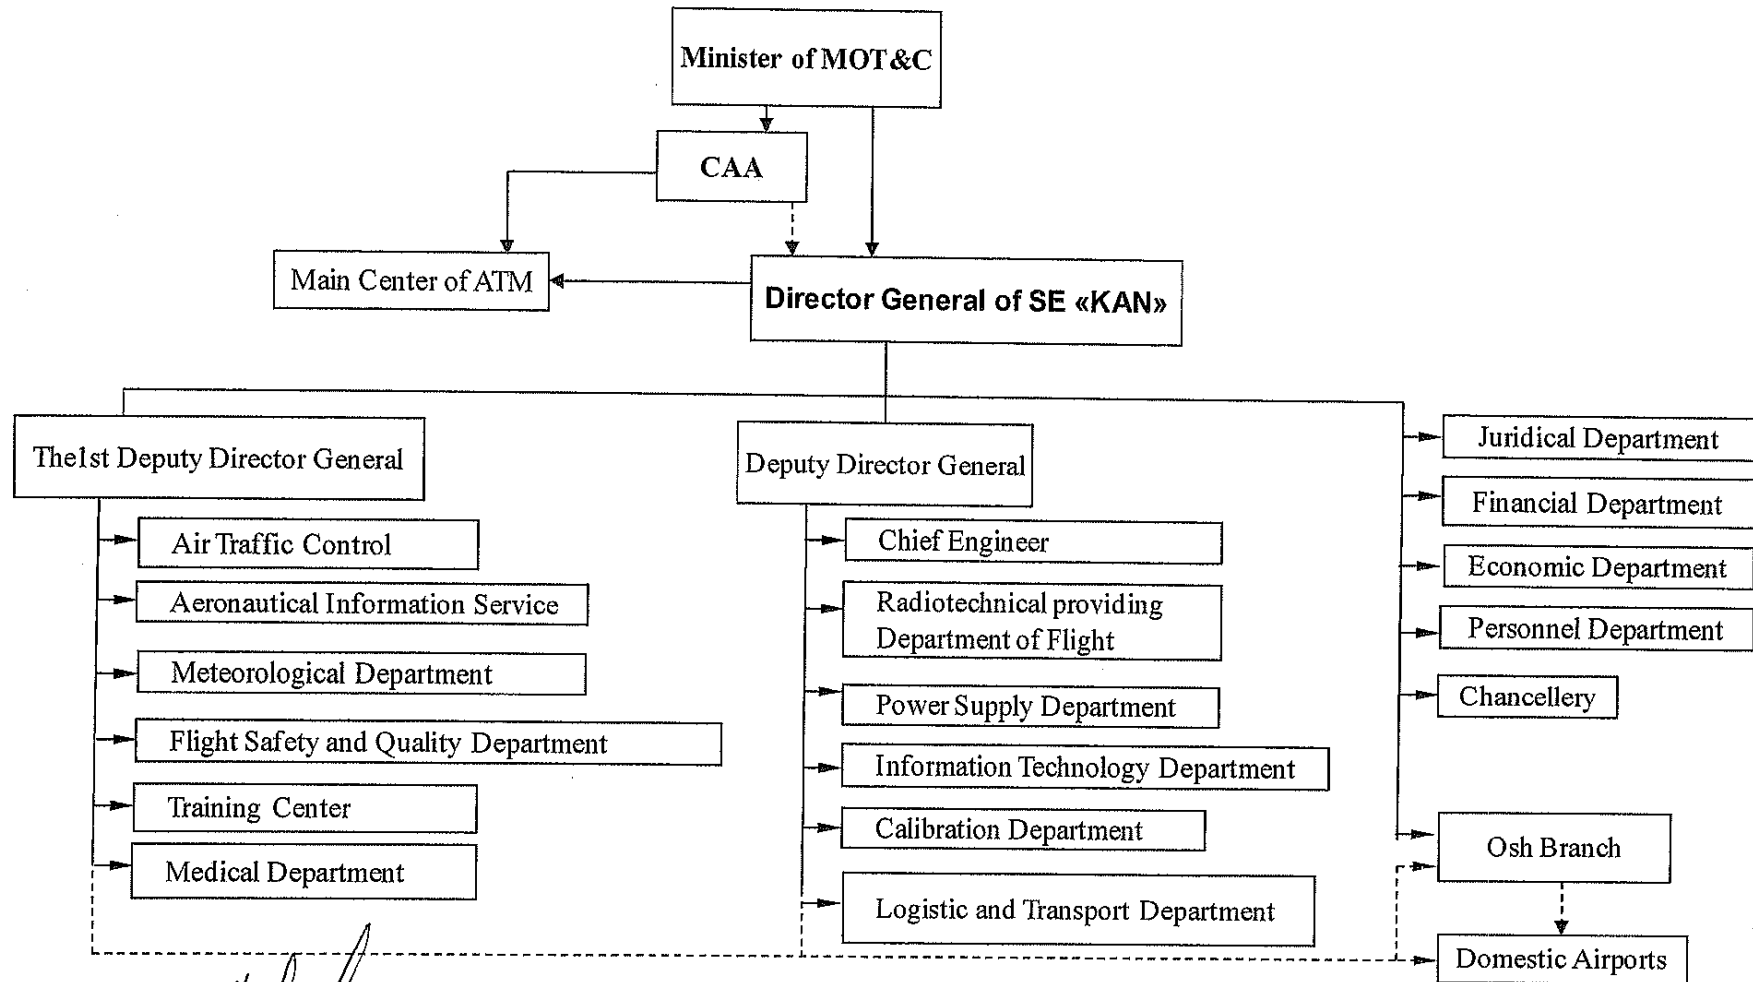 Minister of MOT&C
CAA
Main Center of ATM
Director General of SE «KAN»
The1st Deputy Director General
Deputy Director General
Juridical Department
Financial Department
Economic Department
Personnel Department
Chancellery
Osh Branch
Domestic Airports
Air Traffic Control
Aeronautical Information Service
Meteorological Department
Flight Safety and Quality Department
Training Center
Medical Department
Chief Engineer
Radiotechnical providing
Department of Flight
Power Supply Department
Information Technology Department
Calibration Department
Logistic and Transport Department